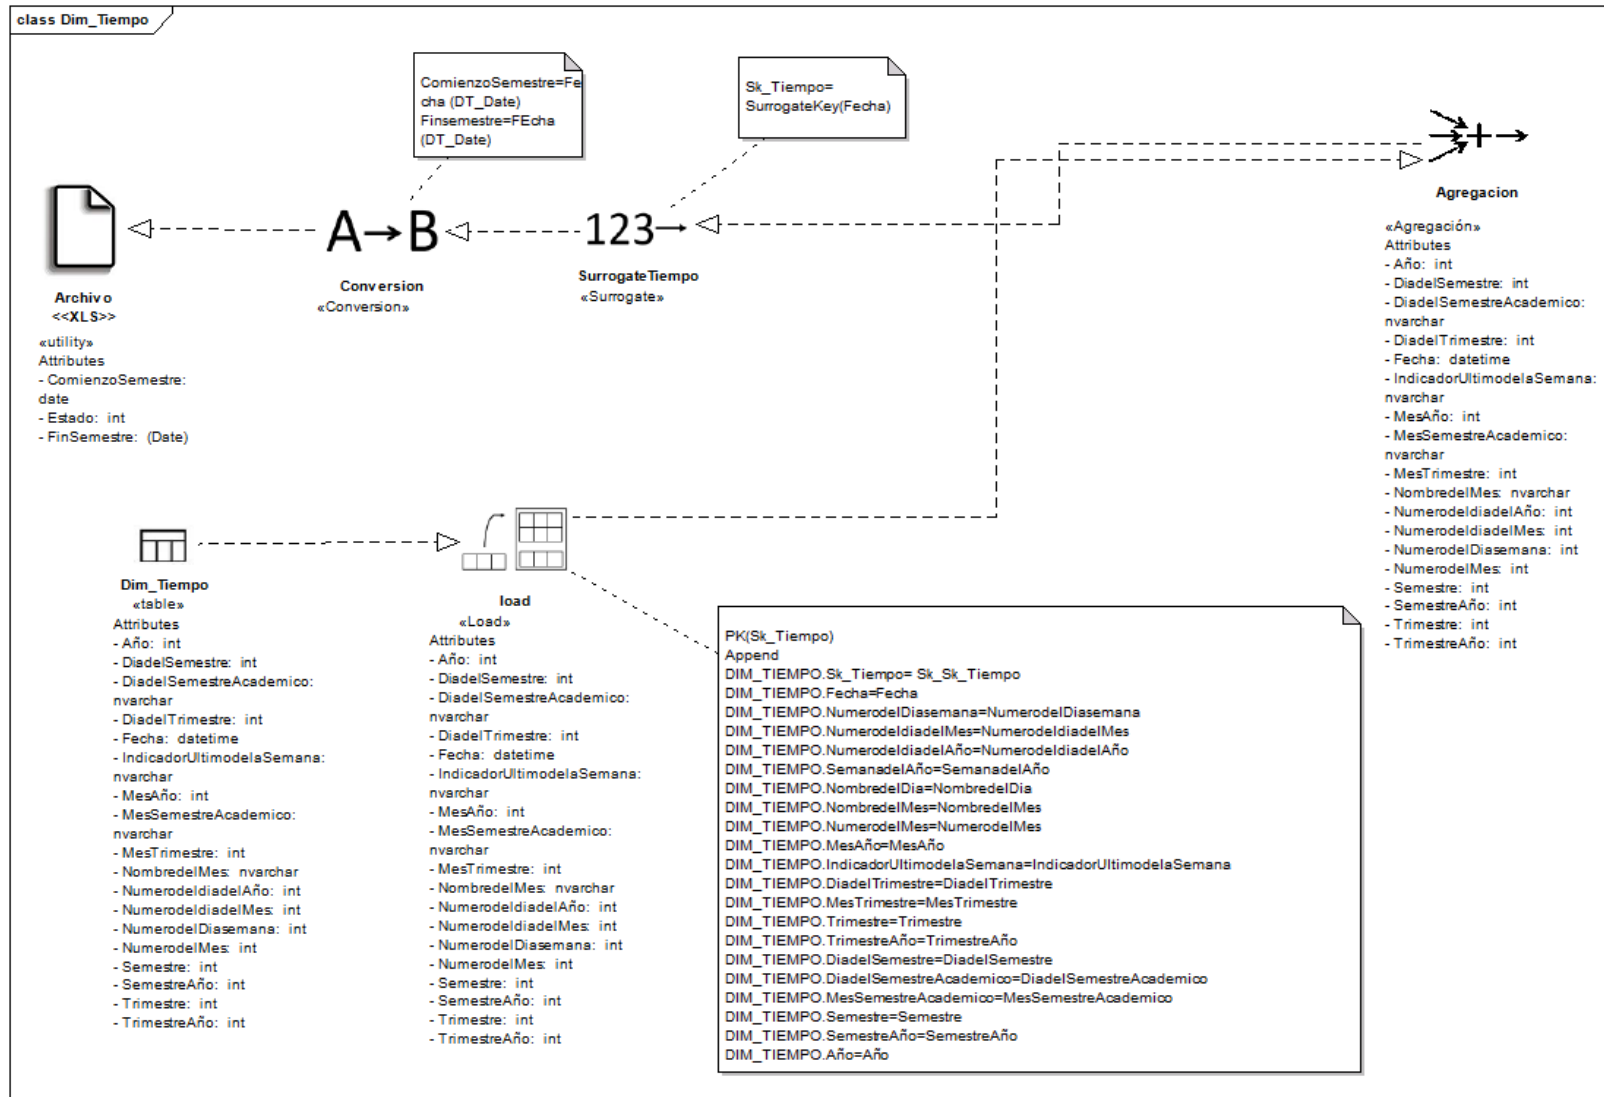 class Dim_Tiempo
ComienzoSemestre=Fe
cha (DT_Date)
Finsemestre=FEcha
(DT_Date)
Sk_Tiempo=
SurrogateKey(Fecha)
A→B
123→
Archivo
<<XLS>>
«utility»
Attributes
- ComienzoSemestre:
date
- Estado: int
- FinSemestre: (Date)
Conversion
«Conversion»
SurrogateTiempo
«Surrogate»
Agregacion
«Agregación»
Attributes
- Año: int
- DiadelSemestre: int
- DiadelSemestreAcademico:
nvarchar
- DiadelTrimestre: int
- Fecha: datetime
- IndicadorUltimodelaSemana:
nvarchar
- MesAño: int
- MesSemestreAcademico:
nvarchar
- MesTrimestre: int
- NombredelMes: nvarchar
- NumerodeldiadelAño: int
- NumerodeldiadelMes: int
- NumerodelDiasemana: int
- NumerodelMes: int
- Semestre: int
- SemestreAño: int
- Trimestre: int
- TrimestreAño: int
Dim_Tiempo
«table»
Attributes
- Año: int
- DiadelSemestre: int
- DiadelSemestreAcademico:
nvarchar
- DiadelTrimestre: int
- Fecha: datetime
- IndicadorUltimodelaSemana:
nvarchar
- MesAño: int
- MesSemestreAcademico:
nvarchar
- MesTrimestre: int
- NombredelMes: nvarchar
- NumerodeldiadelAño: int
- NumerodeldiadelMes: int
- NumerodelDiasemana: int
- NumerodelMes: int
- Semestre: int
- SemestreAño: int
- Trimestre: int
- TrimestreAño: int
load
«Load»
Attributes
- Año: int
- DiadelSemestre: int
- DiadelSemestreAcademico:
nvarchar
- DiadelTrimestre: int
- Fecha: datetime
- IndicadorUltimodelaSemana:
nvarchar
- MesAño: int
- MesSemestreAcademico:
nvarchar
- MesTrimestre: int
- NombredelMes: nvarchar
- NumerodeldiadelAño: int
- NumerodeldiadelMes: int
- NumerodelDiasemana: int
- NumerodelMes: int
- Semestre: int
- SemestreAño: int
- Trimestre: int
- TrimestreAño: int
PK(Sk_Tiempo)
Append
DIM_TIEMPO.Sk_Tiempo= Sk_Sk_Tiempo
DIM_TIEMPO.Fecha=Fecha
DIM_TIEMPO.NumerodelDiasemana=NumerodelDiasemana
DIM_TIEMPO.NumerodeldiadelMes=NumerodeldiadelMes
DIM_TIEMPO.NumerodeldiadelAño=NumerodeldiadelAño
DIM_TIEMPO.SemanadelAño=SemanadelAño
DIM_TIEMPO.NombredelDia=NombredelDia
DIM_TIEMPO.NombredelMes=NombredelMes
DIM_TIEMPO.NumerodelMes=NumerodelMes
DIM_TIEMPO.MesAño=MesAño
DIM_TIEMPO.IndicadorUltimodelaSemana=IndicadorUltimodelaSemana
DIM_TIEMPO.DiadelTrimestre=DiadelTrimestre
DIM_TIEMPO.MesTrimestre=MesTrimestre
DIM_TIEMPO.Trimestre=Trimestre
DIM_TIEMPO.TrimestreAño=TrimestreAño
DIM_TIEMPO.DiadelSemestre=DiadelSemestre
DIM_TIEMPO.DiadelSemestreAcademico=DiadelSemestreAcademico
DIM_TIEMPO.MesSemestreAcademico=MesSemestreAcademico
DIM_TIEMPO.Semestre=Semestre
DIM_TIEMPO.SemestreAño=SemestreAño
DIM_TIEMPO.Año=Año